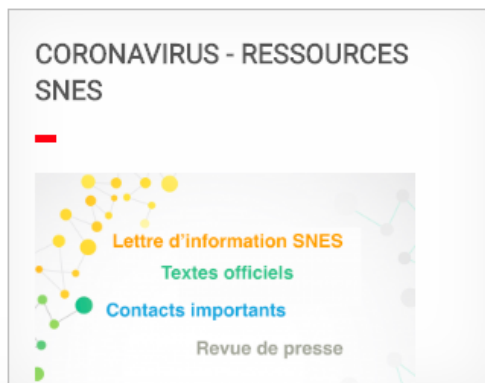 CORONAVIRUS - RESSOURCES
SNES
Lettre d'information SNES
Textes officiels
Contacts importants
Revue de presse